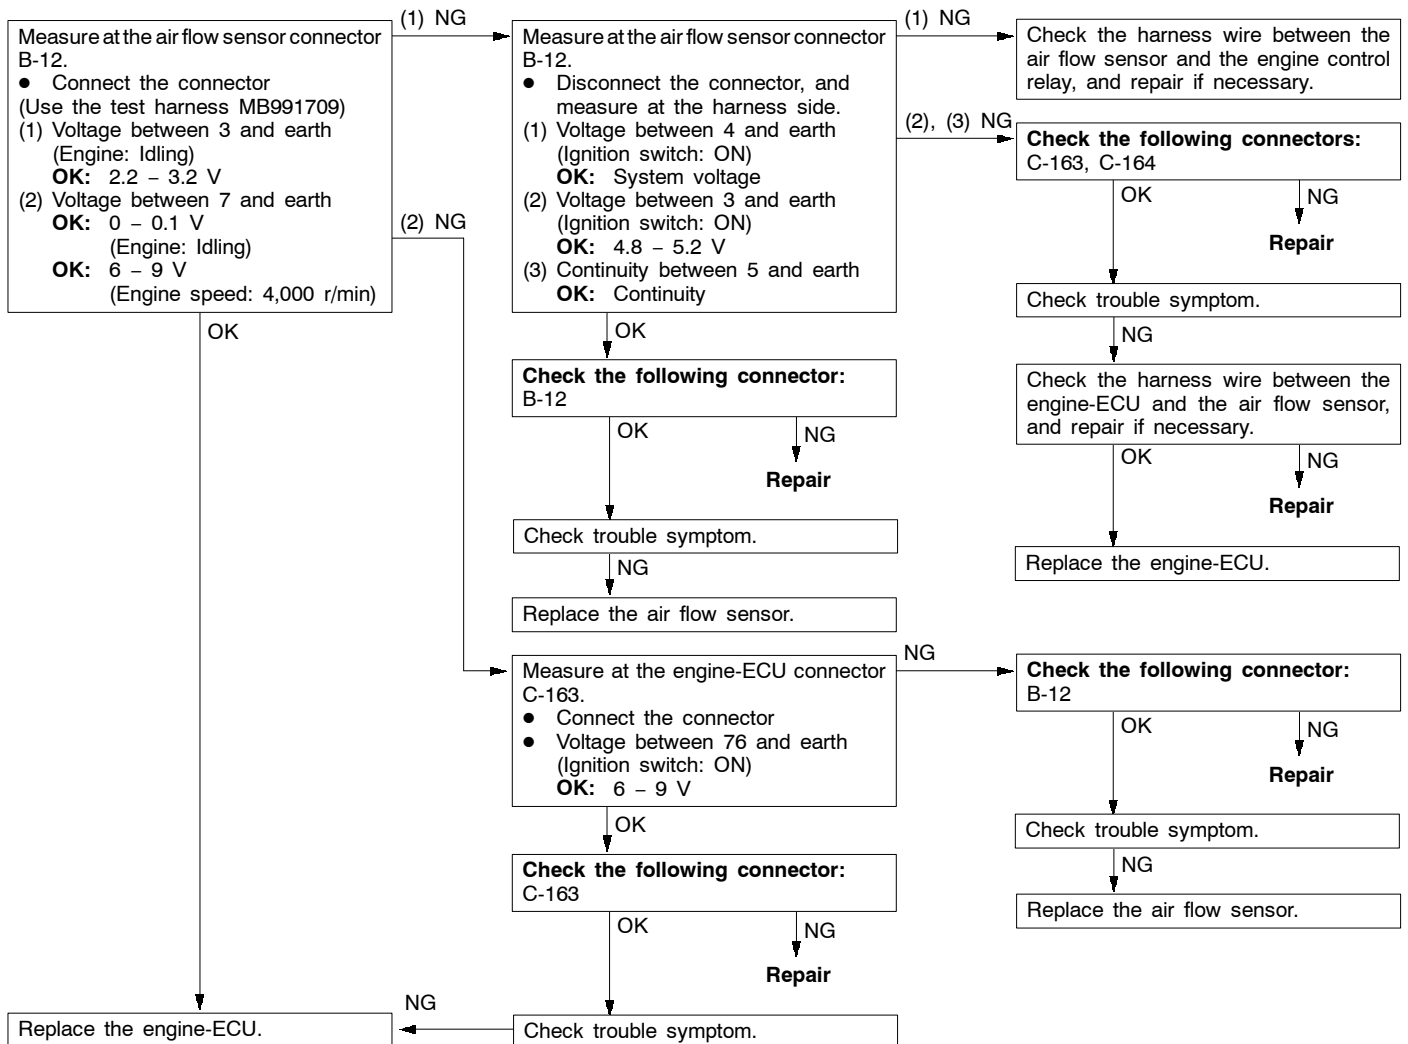 (1) NG
Measure at the air flow sensor connector
B-12.
● Connect the connector
(Use the test harness MB991709)
(1) Voltage between 3 and earth
(Engine: Idling)
OK: 2.2 – 3.2 V
(2) Voltage between 7 and earth
OK: 0 – 0.1 V
(Engine: Idling)
OK: 6 – 9 V
(Engine speed: 4,000 r/min)
(2) NG
OK
Measure at the air flow sensor connector
B-12.
● Disconnect the connector, and
measure at the harness side.
(1) Voltage between 4 and earth
(Ignition switch: ON)
OK: System voltage
(2) Voltage between 3 and earth
(Ignition switch: ON)
OK: 4.8 – 5.2 V
(3) Continuity between 5 and earth
OK: Continuity
(1) NG
(2), (3) NG
OK
Check the harness wire between the
air flow sensor and the engine control
relay, and repair if necessary.
Check the following connectors:
C-163, C-164
OK
NG
Repair
Check trouble symptom.
NG
Check the harness wire between the
engine-ECU and the air flow sensor,
and repair if necessary.
OK
NG
Repair
Replace the engine-ECU.
Check the following connector:
B-12
OK
NG
Repair
Check trouble symptom.
NG
Replace the air flow sensor.
Measure at the engine-ECU connector
C-163.
● Connect the connector
● Voltage between 76 and earth
(Ignition switch: ON)
OK: 6 – 9 V
NG
OK
Check the following connector:
B-12
OK
NG
Repair
Check trouble symptom.
NG
Replace the air flow sensor.
Check the following connector:
C-163
OK
NG
Repair
Check trouble symptom.
NG
Replace the engine-ECU.